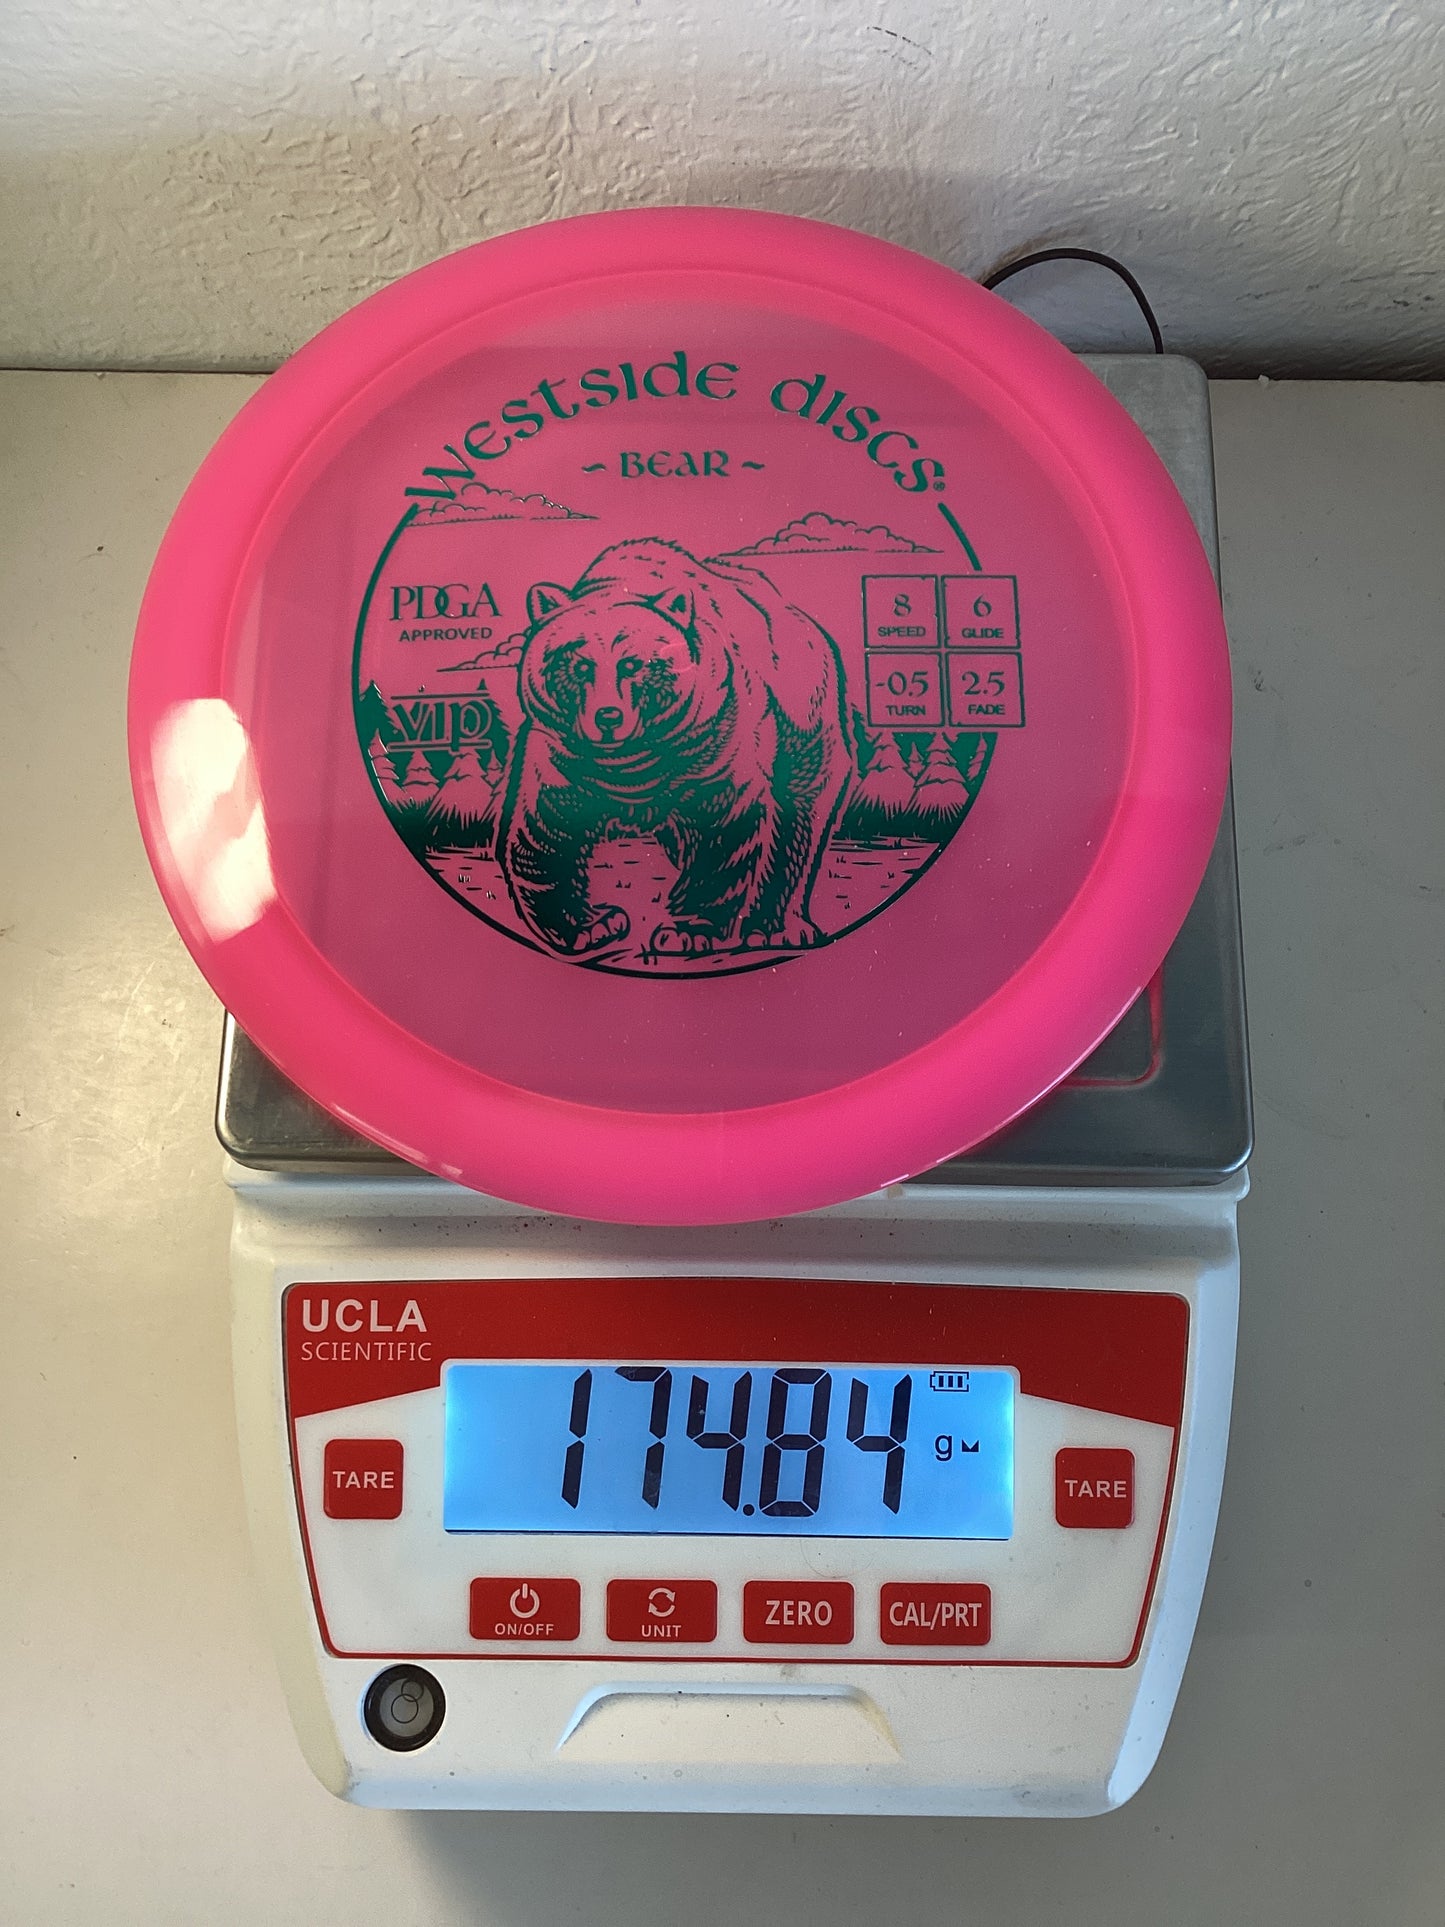 WESTSIDE DISCS®
~ BEAR ~
PDGA
APPROVED
VIP
8
SPEED
6
GLIDE
-0.5
TURN
2.5
FADE
UCLA
SCIENTIFIC
174.84 g
TARE
TARE
ON/OFF
UNIT
ZERO
CAL/PRT